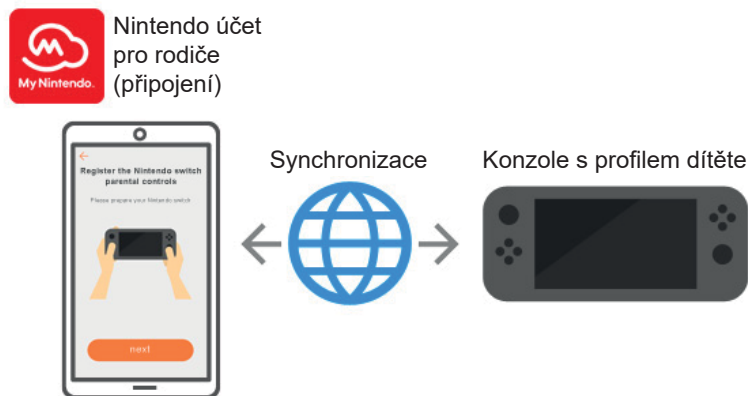 My Nintendo.
Nintendo účet
pro rodiče
(připojení)
Register the Nintendo switch
parental controls
Please prepare your Nintendo switch
next
Synchronizace
Konzole s profilem dítěte